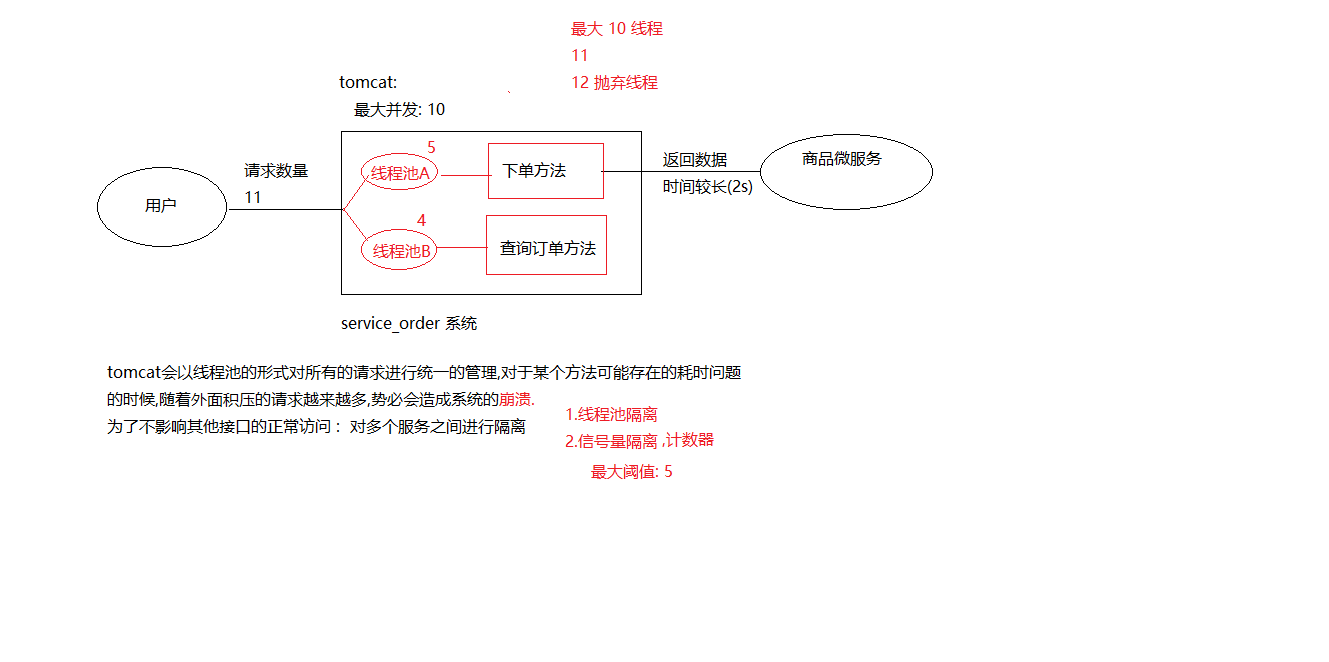 最大 10 线程
11
12 抛弃线程
tomcat:
最大并发: 10
用户
请求数量
11
5
线程池A
下单方法
4
线程池B
查询订单方法
返回数据
时间较长(2s)
商品微服务
service_order 系统
tomcat会以线程池的形式对所有的请求进行统一的管理,对于某个方法可能存在的耗时问题
的时候,随着外面积压的请求越来越多,势必会造成系统的崩溃.
为了不影响其他接口的正常访问 : 对多个服务之间进行隔离
1.线程池隔离
2.信号量隔离 ,计数器
最大阈值: 5